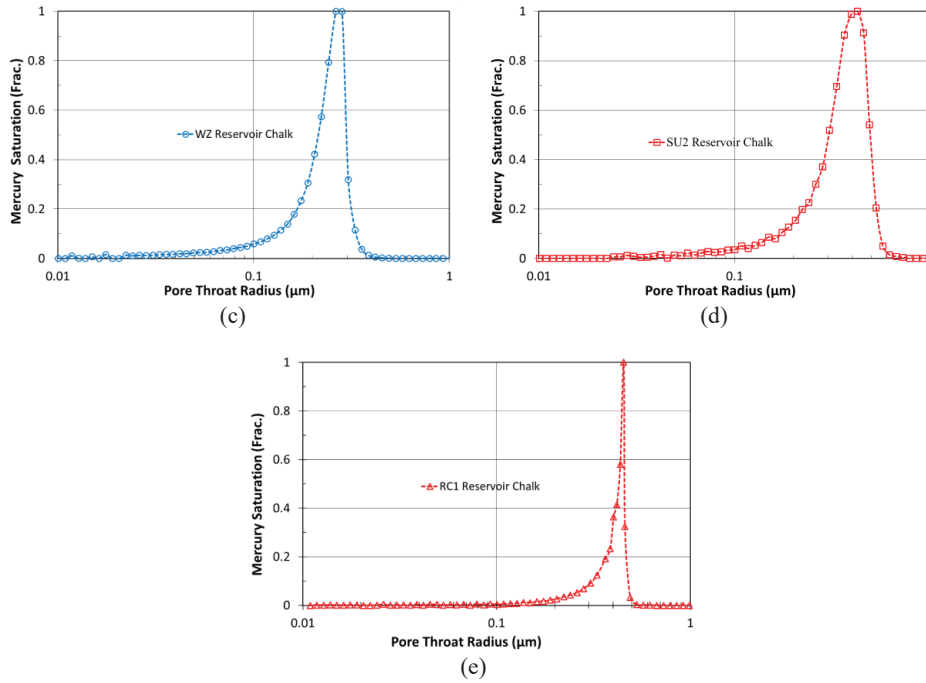 1
0.8
0.6
0.4
0.2
0
Mercury Saturation (Frac.)
WZ Reservoir Chalk
0.01
0.1
1
Pore Throat Radius (µm)
(c)
1
0.8
0.6
0.4
0.2
0
Mercury Saturation (Frac.)
SU2 Reservoir Chalk
0.01
0.1
Pore Throat Radius (µm)
(d)
1
0.8
0.6
0.4
0.2
0
Mercury Saturation (Frac.)
RC1 Reservoir Chalk
0.01
0.1
1
Pore Throat Radius (µm)
(e)